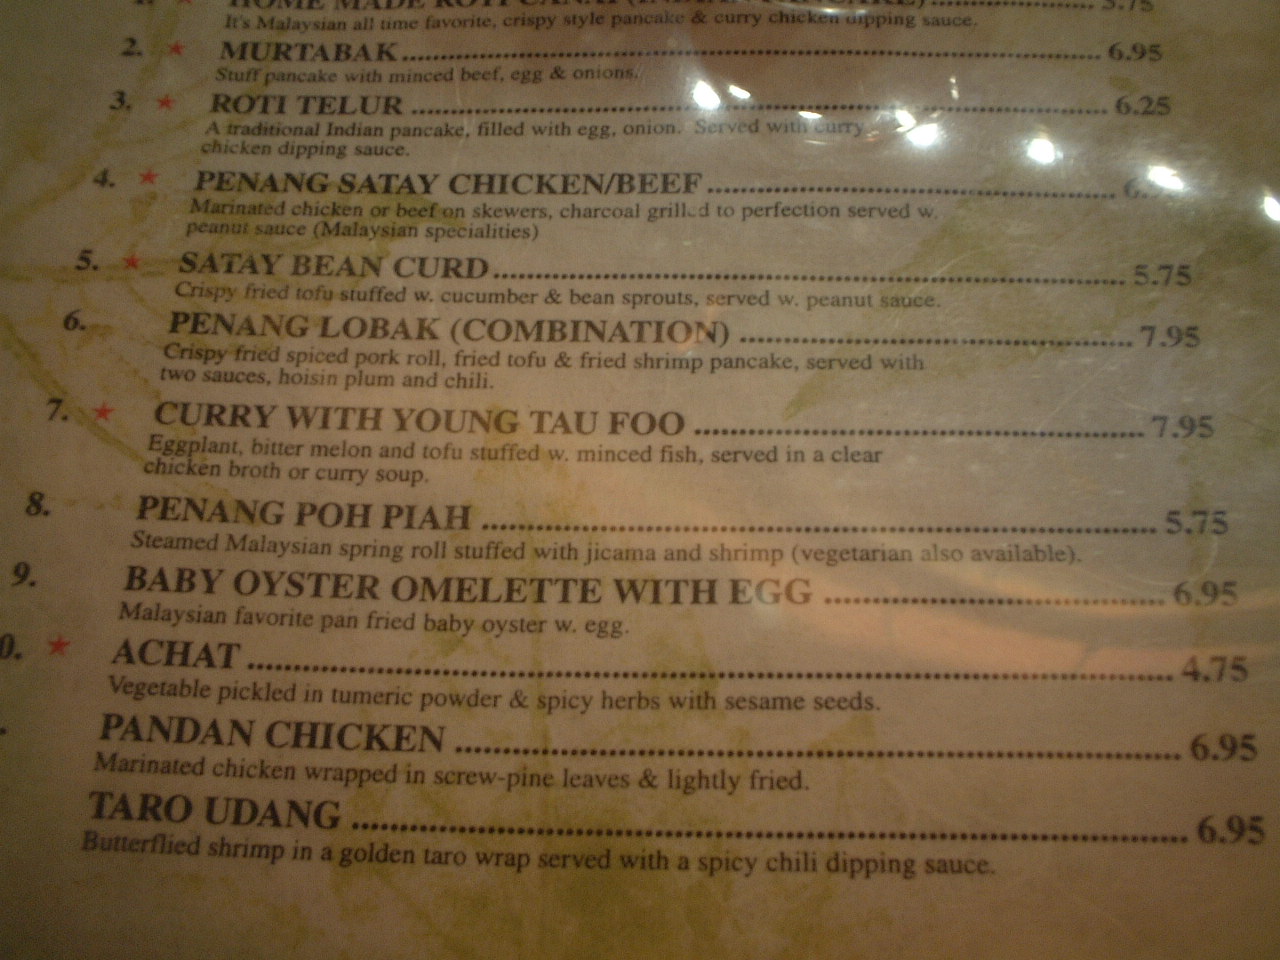 HOME MADE ROTI CANAI (INDIAN PANCAKE) 3.75
It's Malaysian all time favorite, crispy style pancake & curry chicken dipping sauce.
2. ★ MURTABAK 6.95
Stuff pancake with minced beef, egg & onions.
3. ★ ROTI TELUR 6.25
A traditional Indian pancake, filled with egg, onion. Served with curry
chicken dipping sauce.
4. ★ PENANG SATAY CHICKEN/BEEF
Marinated chicken or beef on skewers, charcoal grilled to perfection served w.
peanut sauce (Malaysian specialities)
5. ★ SATAY BEAN CURD 5.75
Crispy fried tofu stuffed w. cucumber & bean sprouts, served w. peanut sauce.
6. PENANG LOBAK (COMBINATION) 7.95
Crispy fried spiced pork roll, fried tofu & fried shrimp pancake, served with
two sauces, hoisin plum and chili.
7. ★ CURRY WITH YOUNG TAU FOO 7.95
Eggplant, bitter melon and tofu stuffed w. minced fish, served in a clear
chicken broth or curry soup.
8. PENANG POH PIAH 5.75
Steamed Malaysian spring roll stuffed with jicama and shrimp (vegetarian also available).
9. BABY OYSTER OMELETTE WITH EGG 6.95
Malaysian favorite pan fried baby oyster w. egg.
0. ★ ACHAT 4.75
Vegetable pickled in tumeric powder & spicy herbs with sesame seeds.
PANDAN CHICKEN 6.95
Marinated chicken wrapped in screw-pine leaves & lightly fried.
TARO UDANG 6.95
Butterflied shrimp in a golden taro wrap served with a spicy chili dipping sauce.